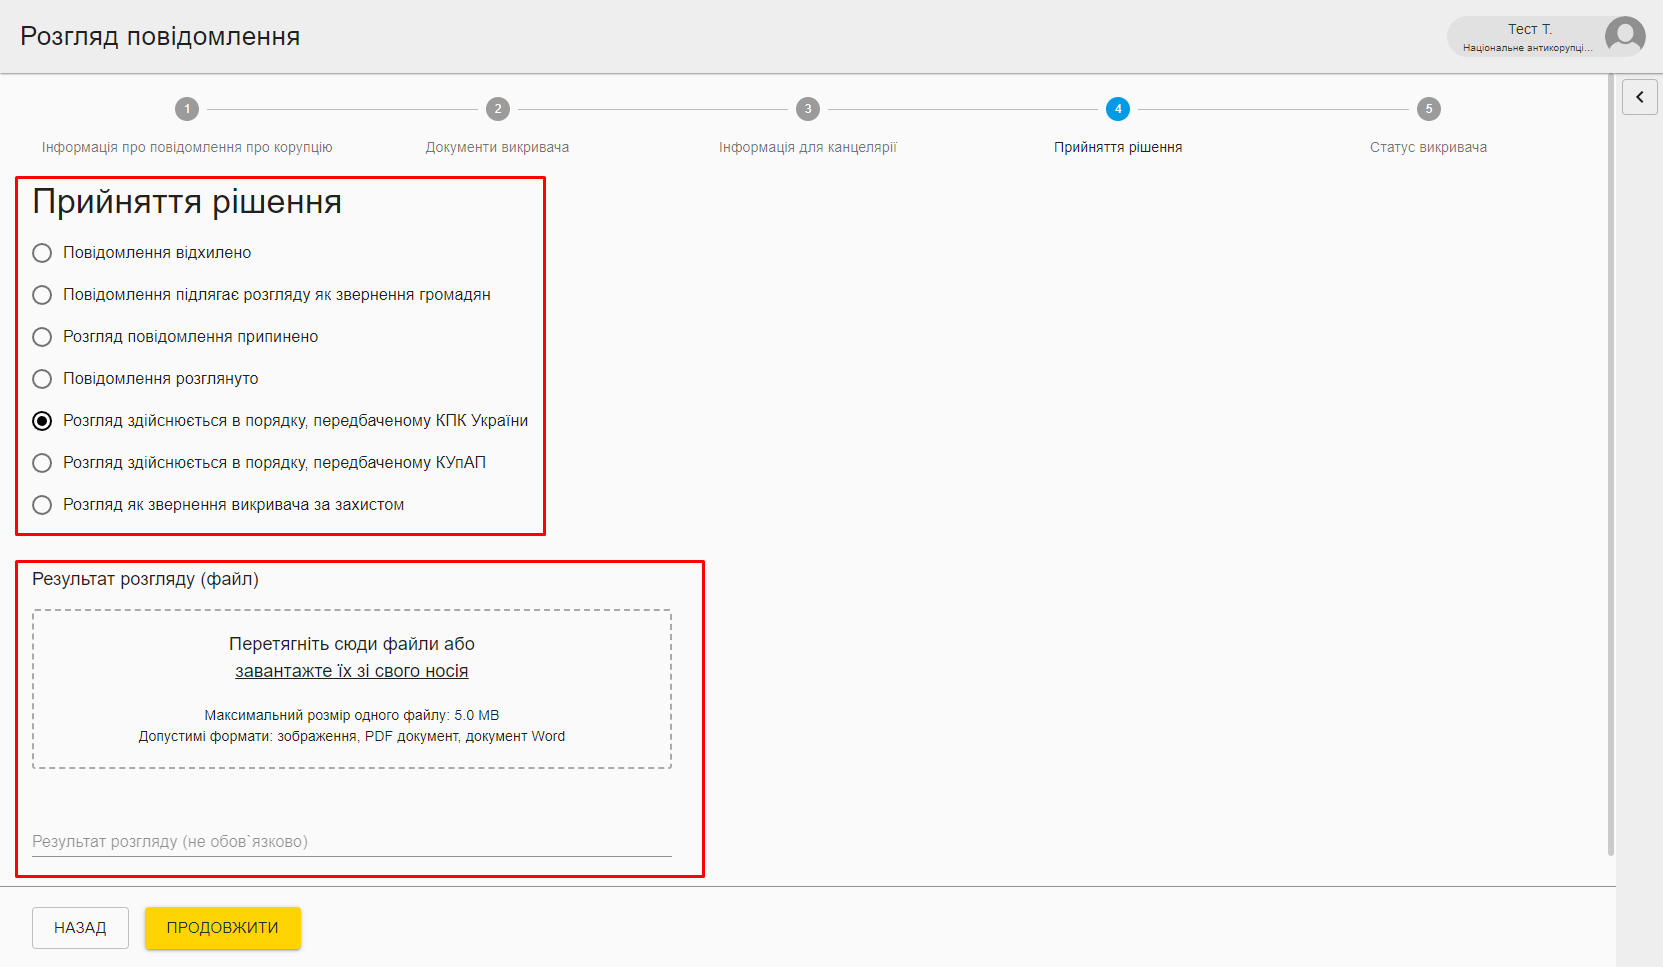 Розгляд повідомлення
Тест Т.
Національне антикорупці...
1
2
3
4
5
Інформація про повідомлення про корупцію
Документи викривача
Інформація для канцелярії
Прийняття рішення
Статус викривача
Прийняття рішення
Повідомлення відхилено
Повідомлення підлягає розгляду як звернення громадян
Розгляд повідомлення припинено
Повідомлення розглянуто
Розгляд здійснюється в порядку, передбаченому КПК України
Розгляд здійснюється в порядку, передбаченому КУпАП
Розгляд як звернення викривача за захистом
Результат розгляду (файл)
Перетягніть сюди файли або
завантажте їх зі свого носія
Максимальний розмір одного файлу: 5.0 MB
Допустимі формати: зображення, PDF документ, документ Word
Результат розгляду (не обов`язково)
НАЗАД
ПРОДОВЖИТИ